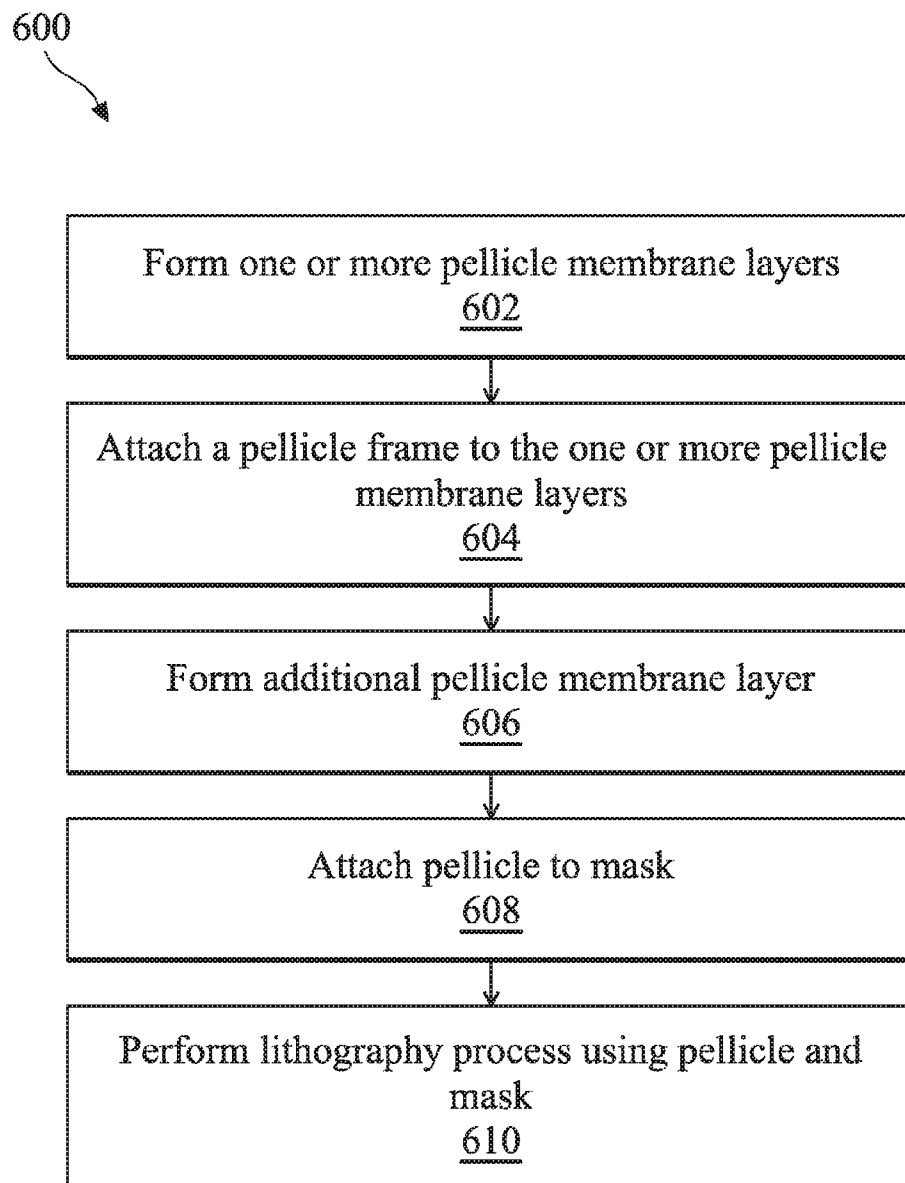 600
Form one or more pellicle membrane layers
602
Attach a pellicle frame to the one or more pellicle
membrane layers
604
Form additional pellicle membrane layer
606
Attach pellicle to mask
608
Perform lithography process using pellicle and
mask
610